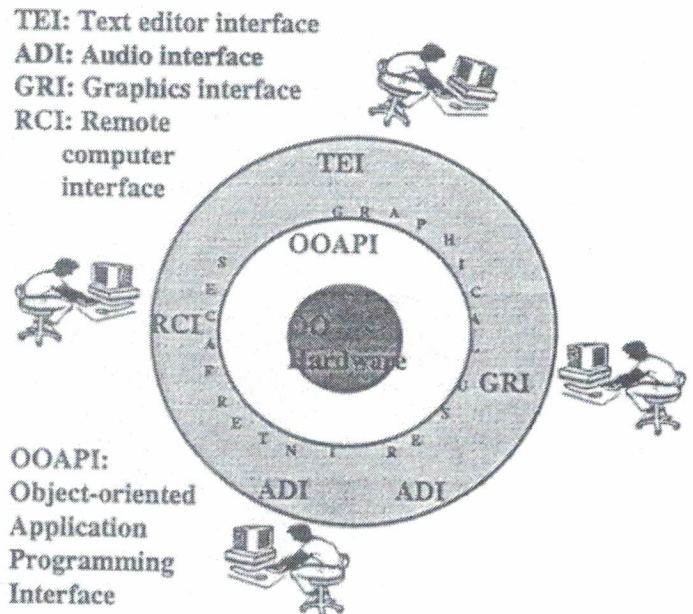 TEI: Text editor interface
ADI: Audio interface
GRI: Graphics interface
RCI: Remote
computer
interface
TEI
GRAPHICAL USER INTERFACES
OOAPI
RCI
OO
Hardware
GRI
ADI
ADI
OOAPI:
Object-oriented
Application
Programming
Interface